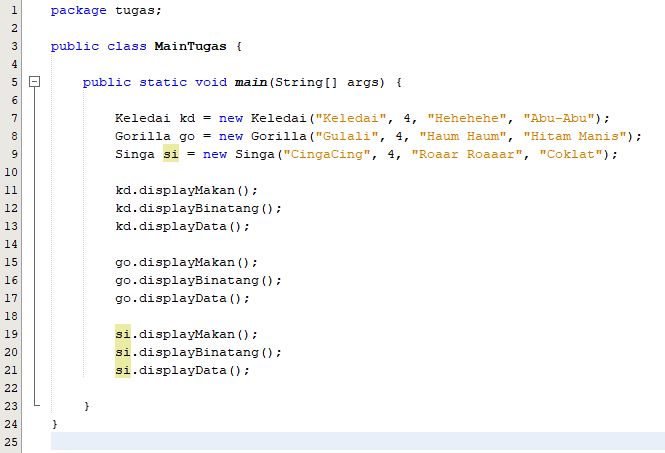 1 package tugas;
2
3 public class MainTugas {
4
5 public static void main(String[] args) {
6
7 Keledai kd = new Keledai("Keledai", 4, "Hehehehe", "Abu-Abu");
8 Gorilla go = new Gorilla("Gulali", 4, "Haum Haum", "Hitam Manis");
9 Singa si = new Singa("CingaCing", 4, "Roaar Roaaar", "Coklat");
10
11 kd.displayMakan();
12 kd.displayBinatang();
13 kd.displayData();
14
15 go.displayMakan();
16 go.displayBinatang();
17 go.displayData();
18
19 si.displayMakan();
20 si.displayBinatang();
21 si.displayData();
22
23 }
24 }
25